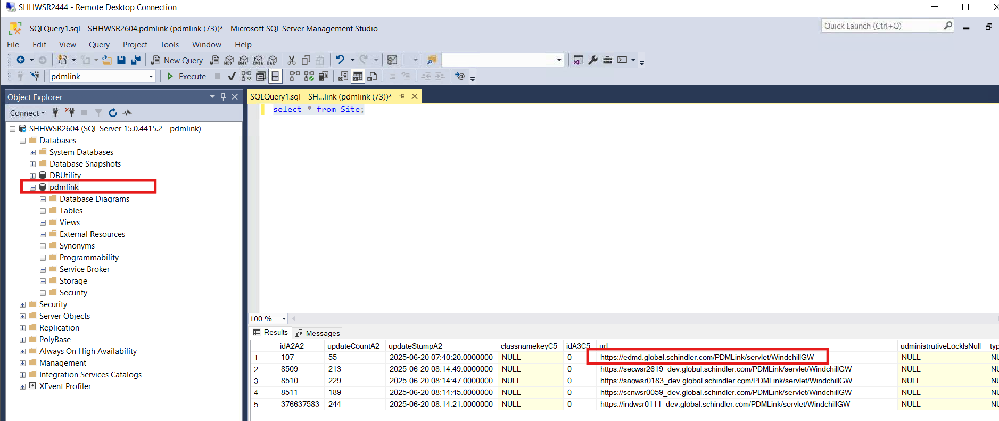 SHHWSR2444 - Remote Desktop Connection
SQLQuery1.sql - SHHWSR2604.pdmlink (pdmlink (73))* - Microsoft SQL Server Management Studio
Quick Launch (Ctrl+Q)
File Edit View Query Project Tools Window Help
New Query MDX DMX XMLA DAX
pdmlink Execute
Object Explorer
SQLQuery1.sql - SH...link (pdmlink (73))*
Connect
select * from Site;
SHHWSR2604 (SQL Server 15.0.4415.2 - pdmlink)
Databases
System Databases
Database Snapshots
DBUtility
pdmlink
Database Diagrams
Tables
Views
External Resources
Synonyms
Programmability
Service Broker
Storage
Security
Security
Server Objects
Replication
PolyBase
Always On High Availability
Management
Integration Services Catalogs
XEvent Profiler
100 %
Results Messages
idA2A2 updateCountA2 updateStampA2 classnamekeyC5 idA3C5 url administrativeLockIsNull typ
1 107 55 2025-06-20 07:40:20.0000000 NULL 0 https://edmd.global.schindler.com/PDMLink/servlet/WindchillGW NULL NU
2 8509 213 2025-06-20 08:14:49.0000000 NULL 0 https://secwsr2619_dev.global.schindler.com/PDMLink/servlet/WindchillGW NULL NU
3 8510 229 2025-06-20 08:14:47.0000000 NULL 0 https://saowsr0183_dev.global.schindler.com/PDMLink/servlet/WindchillGW NULL NU
4 8511 189 2025-06-20 08:14:45.0000000 NULL 0 https://scnwsr0059_dev.global.schindler.com/PDMLink/servlet/WindchillGW NULL NU
5 376637583 244 2025-06-20 08:14:21.0000000 NULL 0 https://indwsr0111_dev.global.schindler.com/PDMLink/servlet/WindchillGW NULL NU